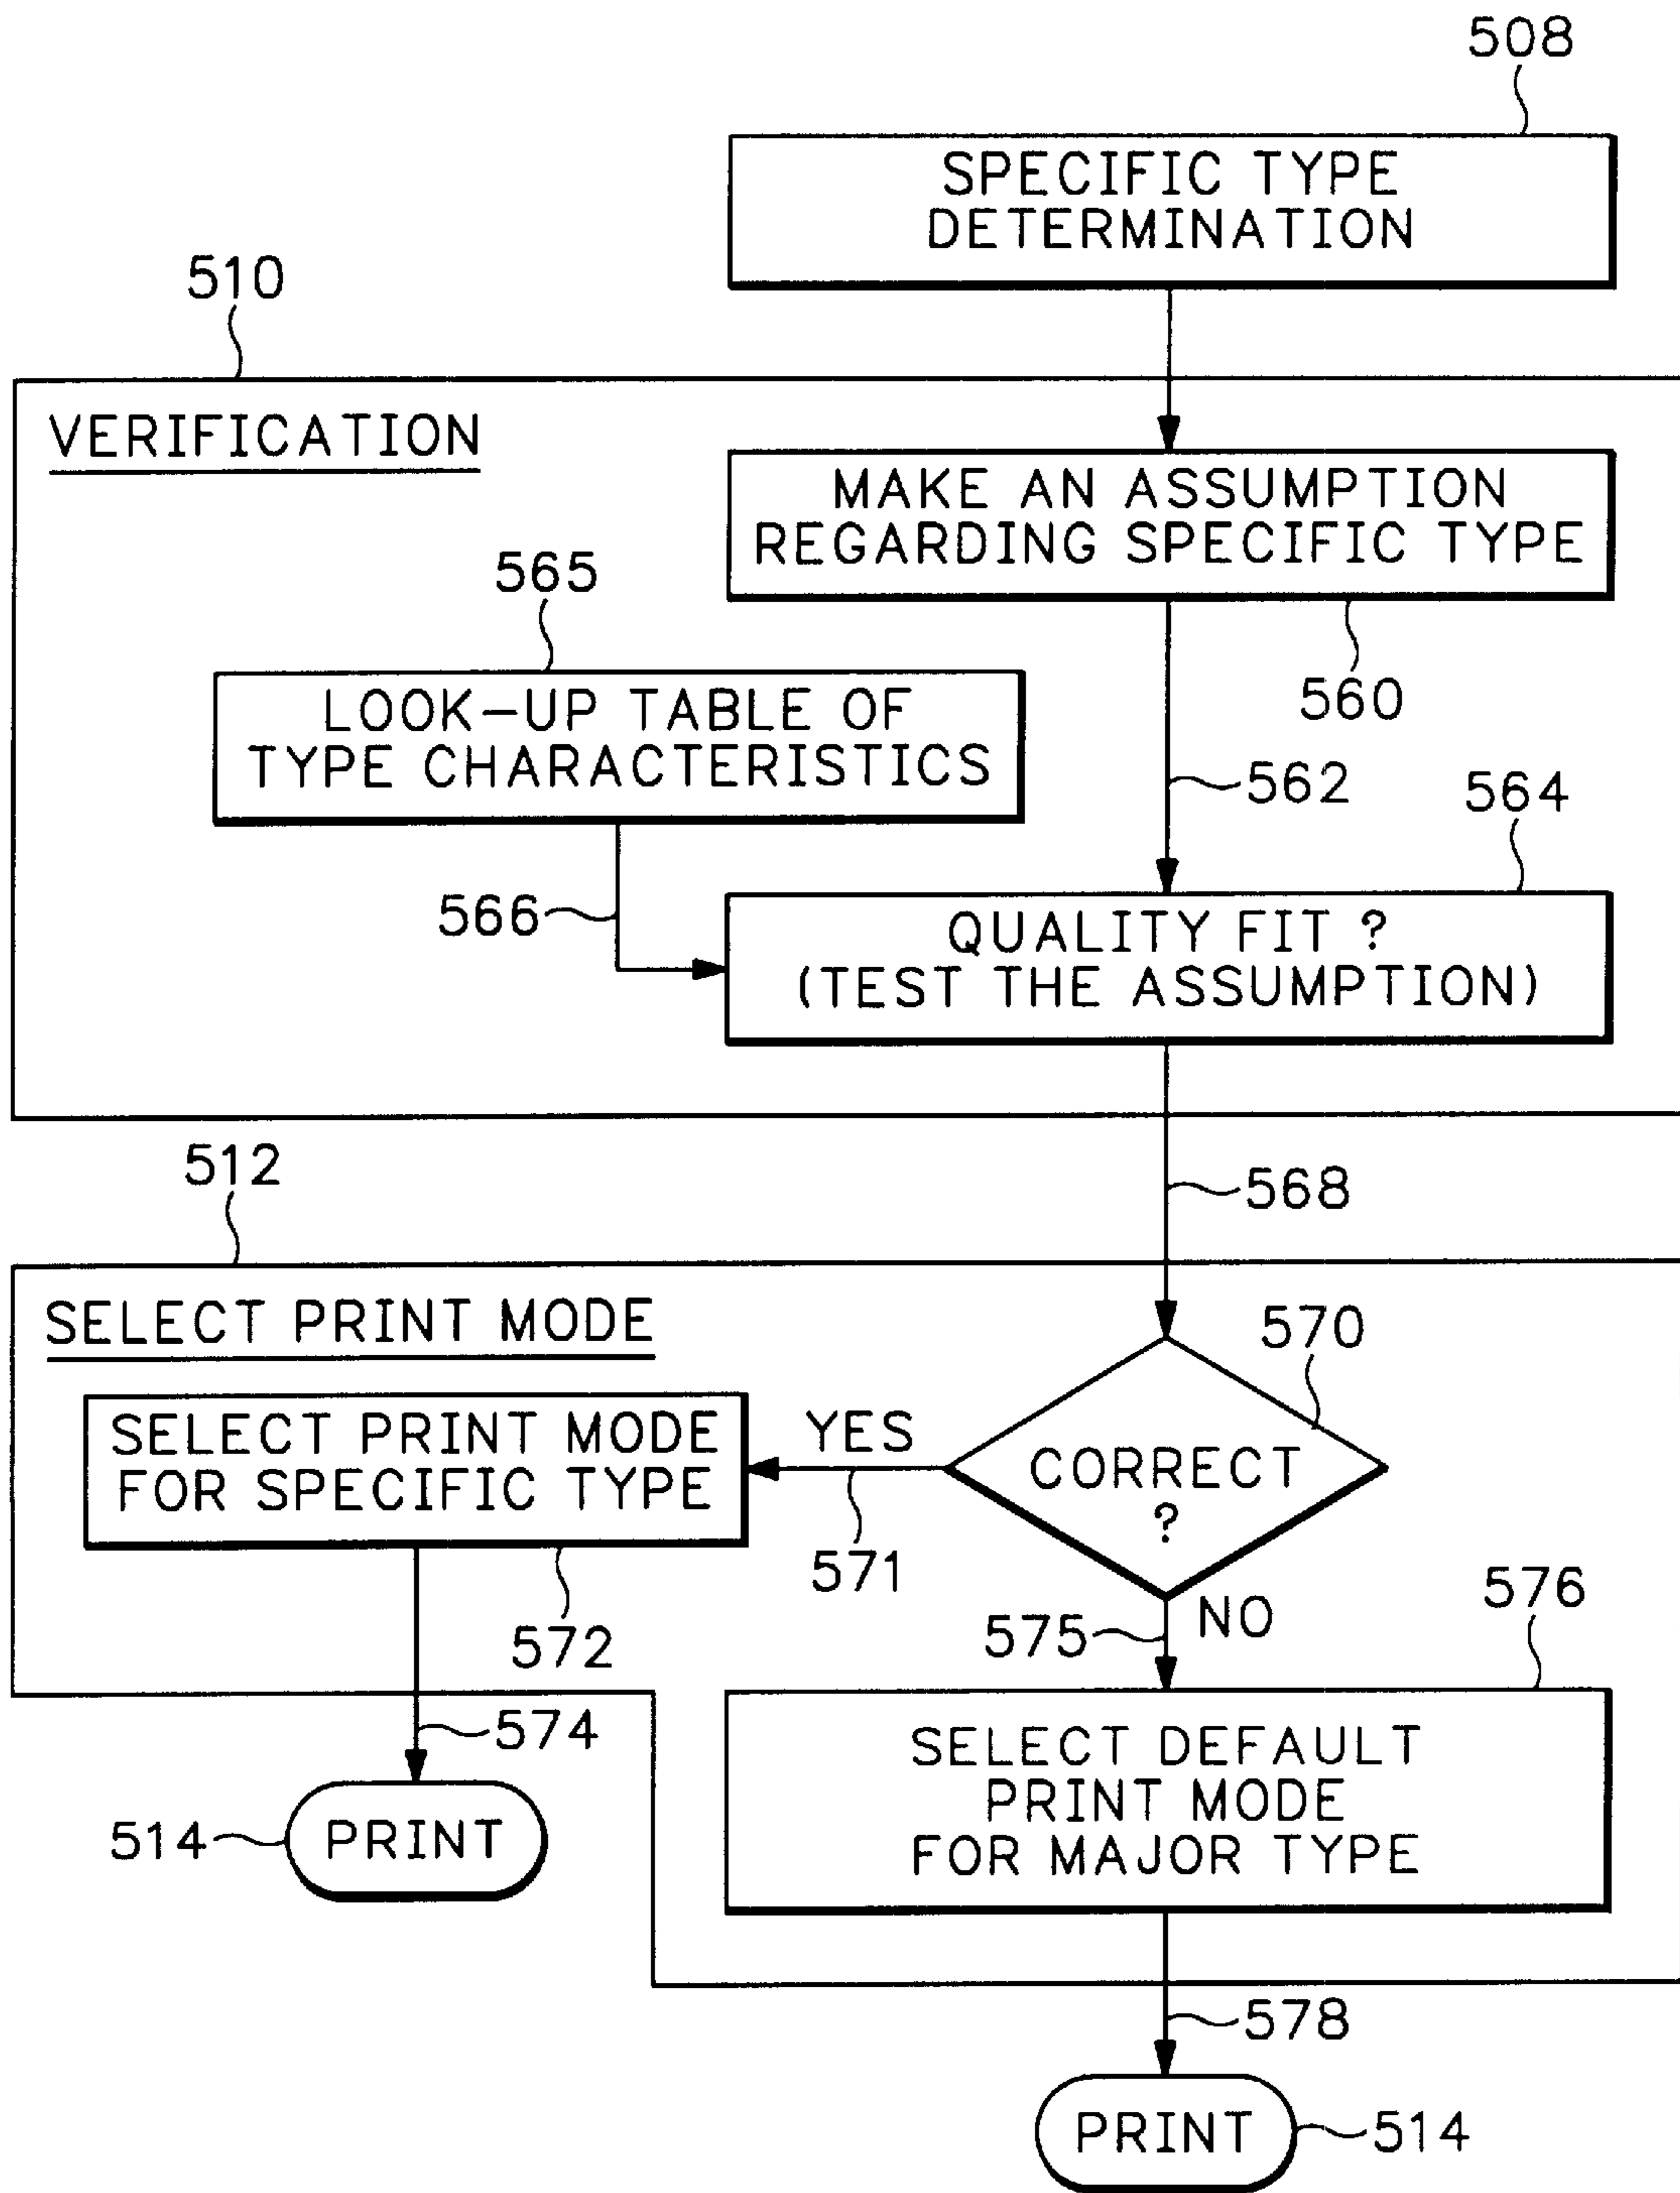 508
SPECIFIC TYPE
DETERMINATION
510
VERIFICATION
MAKE AN ASSUMPTION
REGARDING SPECIFIC TYPE
560
565
LOOK-UP TABLE OF
TYPE CHARACTERISTICS
562
564
566
QUALITY FIT ?
(TEST THE ASSUMPTION)
568
512
SELECT PRINT MODE
570
CORRECT
?
YES
571
SELECT PRINT MODE
FOR SPECIFIC TYPE
572
574
514
PRINT
NO
575
576
SELECT DEFAULT
PRINT MODE
FOR MAJOR TYPE
578
PRINT
514